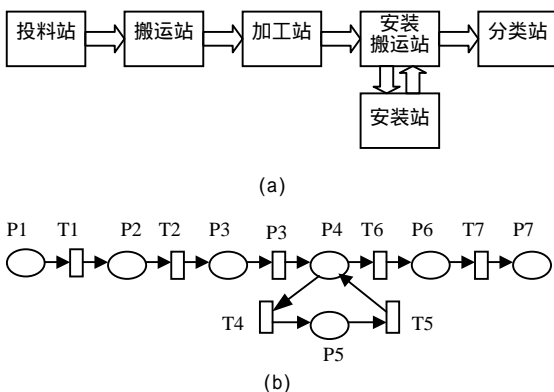 投料站
搬运站
加工站
安装
搬运站
分类站
安装站
(a)
P1 T1 P2 T2 P3 P3 P4 T6 P6 T7 P7
T4 P5 T5
(b)